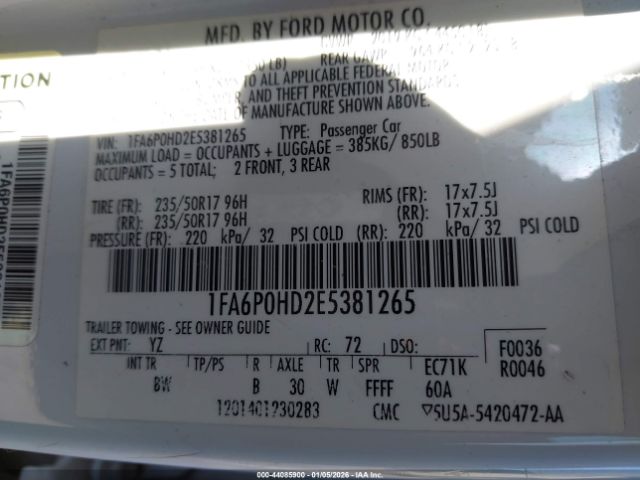 MFD. BY FORD MOTOR CO.
REAR GAWR
TO ALL APPLICABLE FEDERAL MOTOR
AND THEFT PREVENTION STANDARDS
OF MANUFACTURE SHOWN ABOVE.
VIN: 1FA6P0HD2E5381265 TYPE: Passenger Car
MAXIMUM LOAD = OCCUPANTS + LUGGAGE = 385KG/ 850LB
OCCUPANTS = 5 TOTAL; 2 FRONT, 3 REAR
TIRE (FR): 235/50R17 96H RIMS (FR): 17x7.5J
(RR): 235/50R17 96H (RR): 17x7.5J
PRESSURE (FR): 220 kPa/ 32 PSI COLD (RR): 220 kPa/ 32 PSI COLD
1FA6P0HD2E5381265
TRAILER TOWING - SEE OWNER GUIDE
EXT PNT: YZ RC: 72 DSO: F0036
INT TR TP/PS R AXLE TR SPR EC71K R0046
BW B 30 W FFFF 60A
1201401230283 CMC ▽5U5A-5420472-AA
000-44085900 - 01/05/2026 - IAA Inc.